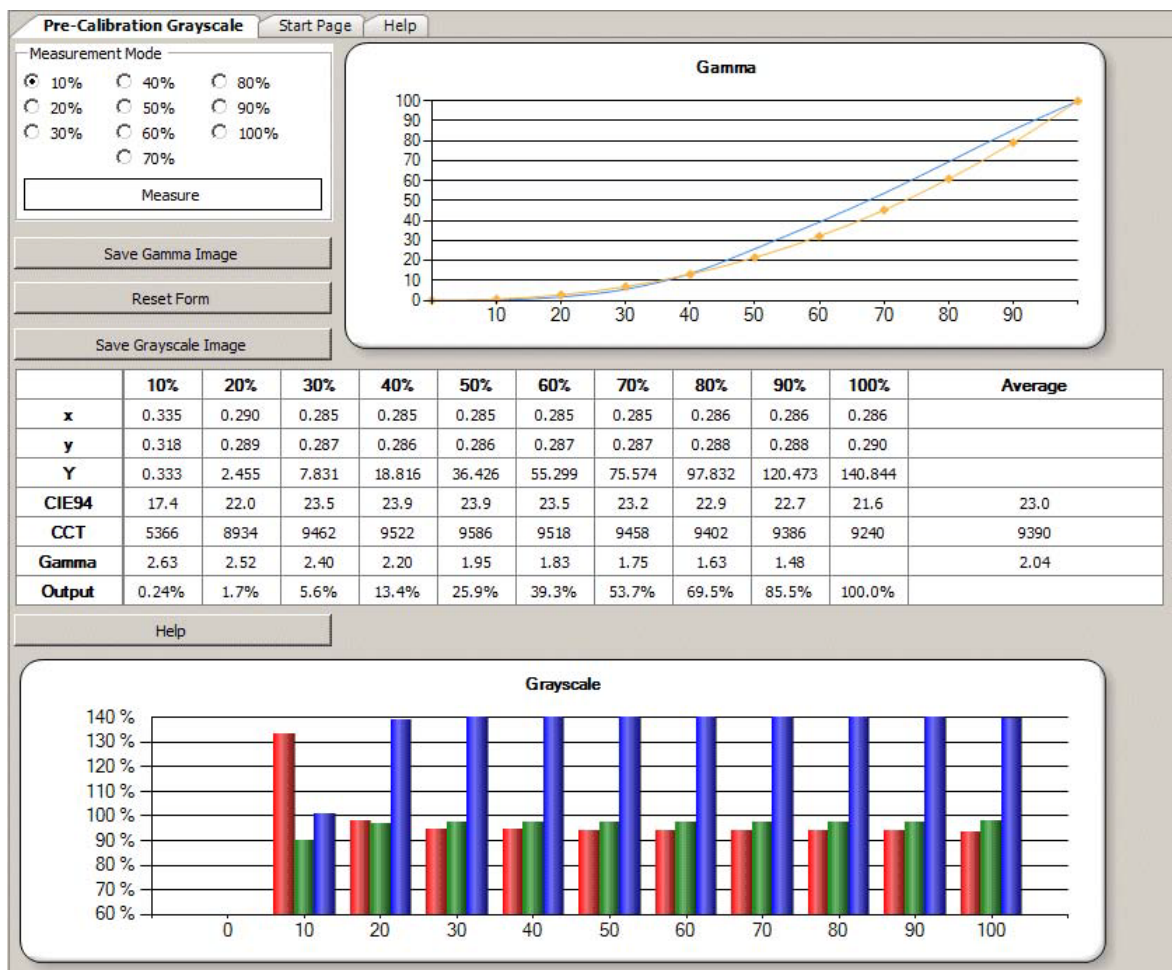 Pre-Calibration Grayscale Start Page Help
Measurement Mode
10% 40% 80%
20% 50% 90%
30% 60% 100%
70%
Measure
Save Gamma Image
Reset Form
Save Grayscale Image
Gamma
100
90
80
70
60
50
40
30
20
10
0
10 20 30 40 50 60 70 80 90
10% 20% 30% 40% 50% 60% 70% 80% 90% 100% Average
x 0.335 0.290 0.285 0.285 0.285 0.285 0.285 0.286 0.286 0.286
y 0.318 0.289 0.287 0.286 0.286 0.287 0.287 0.288 0.288 0.290
Y 0.333 2.455 7.831 18.816 36.426 55.299 75.574 97.832 120.473 140.844
CIE94 17.4 22.0 23.5 23.9 23.9 23.5 23.2 22.9 22.7 21.6 23.0
CCT 5366 8934 9462 9522 9586 9518 9458 9402 9386 9240 9390
Gamma 2.63 2.52 2.40 2.20 1.95 1.83 1.75 1.63 1.48 2.04
Output 0.24% 1.7% 5.6% 13.4% 25.9% 39.3% 53.7% 69.5% 85.5% 100.0%
Help
Grayscale
140 %
130 %
120 %
110 %
100 %
90 %
80 %
70 %
60 %
0 10 20 30 40 50 60 70 80 90 100